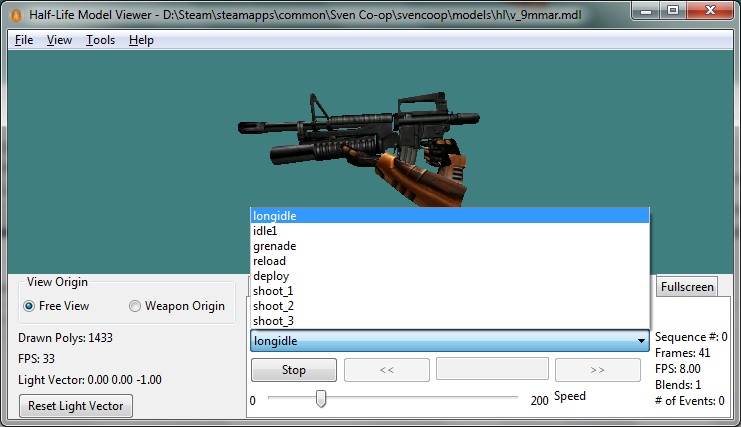 Half-Life Model Viewer - D:\Steam\steamapps\common\Sven Co-op\svencoop\models\hl\v_9mmar.mdl
File View Tools Help
longidle
idle1
grenade
reload
deploy
shoot_1
shoot_2
shoot_3
longidle
View Origin
Free View Weapon Origin
Drawn Polys: 1433
FPS: 33
Light Vector: 0.00 0.00 -1.00
Reset Light Vector
Stop << >>
0 200 Speed
Fullscreen
Sequence #: 0
Frames: 41
FPS: 8.00
Blends: 1
# of Events: 0